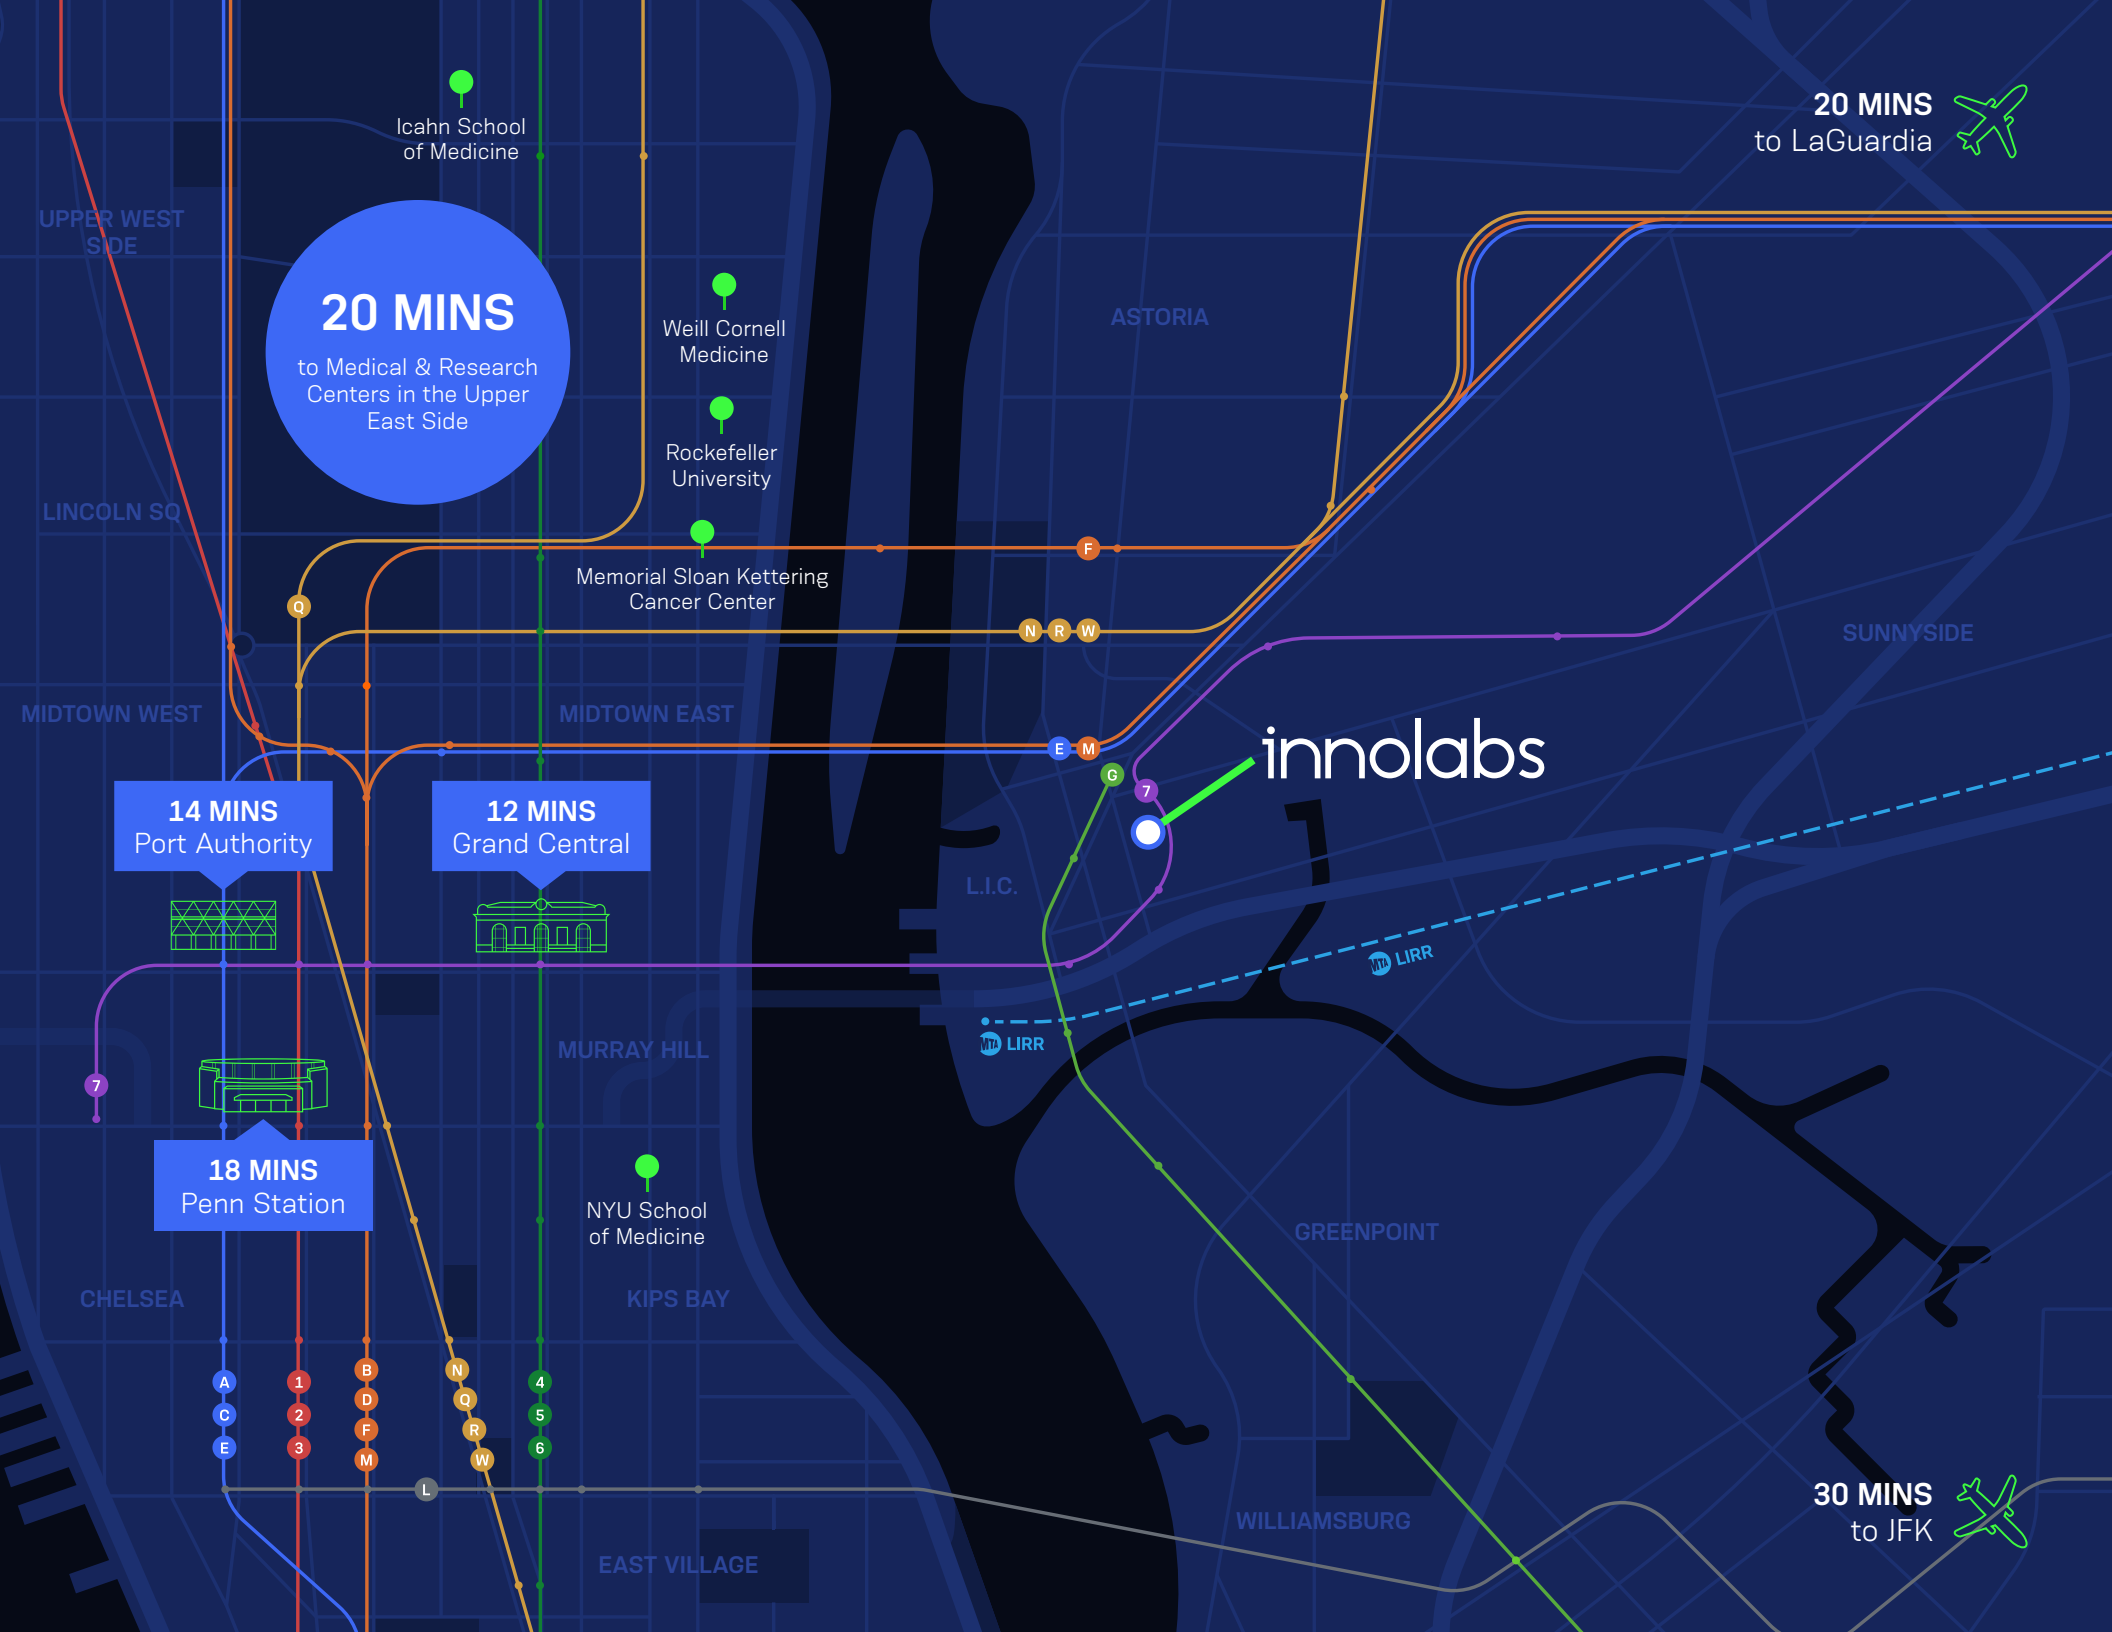 Icahn School
of Medicine
20 MINS
to LaGuardia
UPPER WEST
SIDE
20 MINS
to Medical & Research
Centers in the Upper
East Side
Weill Cornell
Medicine
ASTORIA
Rockefeller
University
LINCOLN SQ
Memorial Sloan Kettering
Cancer Center
F
Q
N R W
SUNNYSIDE
MIDTOWN WEST
MIDTOWN EAST
E M
G
7
innolabs
14 MINS
Port Authority
12 MINS
Grand Central
L.I.C.
MTA LIRR
MTA LIRR
MURRAY HILL
7
18 MINS
Penn Station
NYU School
of Medicine
GREENPOINT
CHELSEA
KIPS BAY
A
C
E
1
2
3
B
D
F
M
N
Q
R
W
4
5
6
L
WILLIAMSBURG
EAST VILLAGE
30 MINS
to JFK